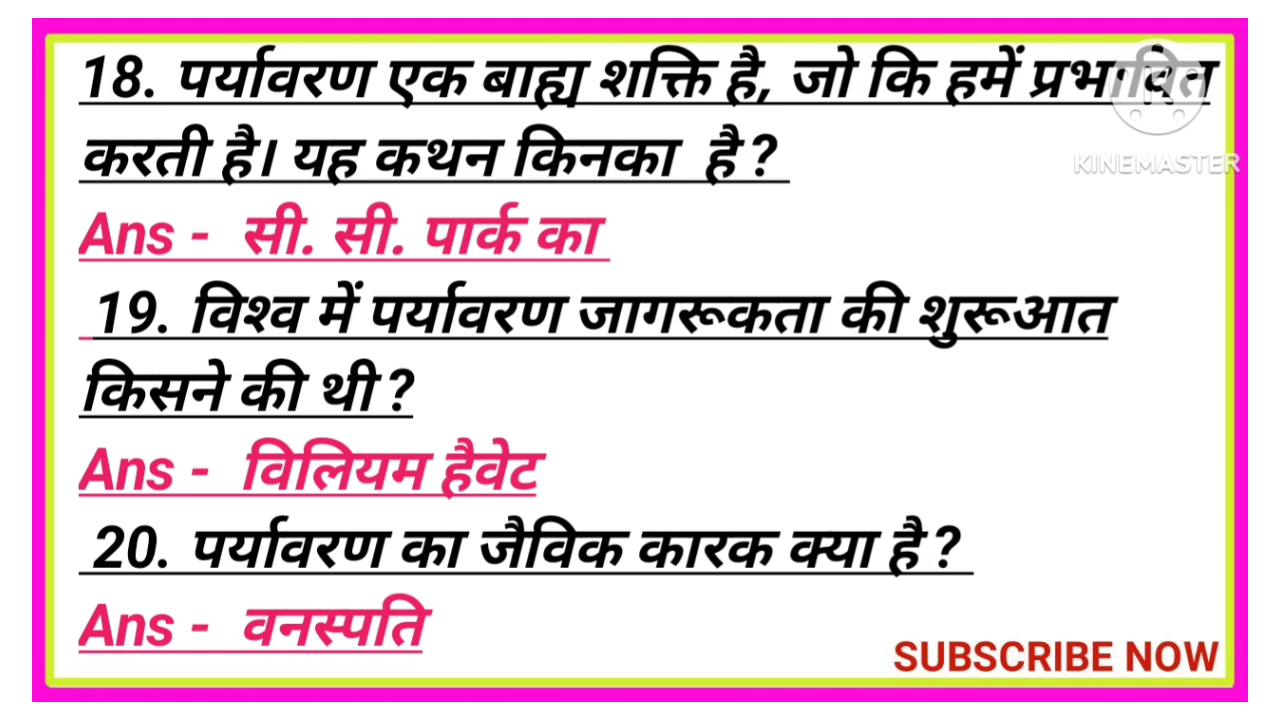 18. पर्यावरण एक बाह्य शक्ति है, जो कि हमें प्रभावित
करती है। यह कथन किनका है?
KINEMASTER
Ans - सी. सी. पार्क का
19. विश्व में पर्यावरण जागरूकता की शुरूआत
किसने की थी?
Ans - विलियम हैवेट
20. पर्यावरण का जैविक कारक क्या है?
Ans - वनस्पति
SUBSCRIBE NOW